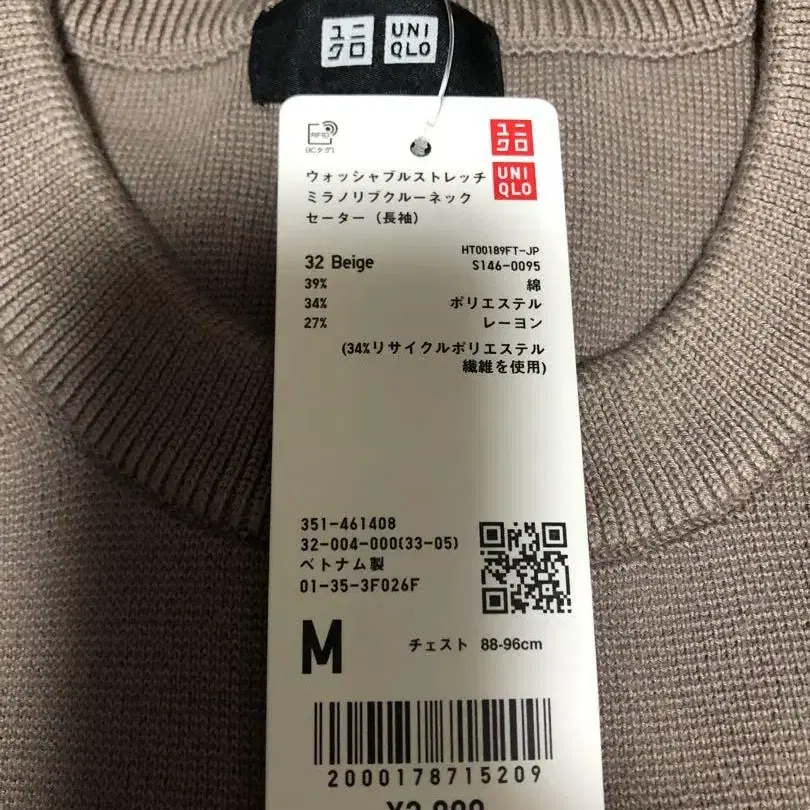 ユニ
クロ
UNI
QLO
RFID
(ICタグ)
ユニ
クロ
UNI
QLO
ウォッシャブルストレッチ
ミラノリブクルーネック
セーター（長袖）
HT00189FT-JP
32 Beige
S146-0095
39% 綿
34% ポリエステル
27% レーヨン
(34%リサイクルポリエステル
繊維を使用)
351-461408
32-004-000(33-05)
ベトナム製
01-35-3F026F
M
チェスト 88-96cm
2000178715209